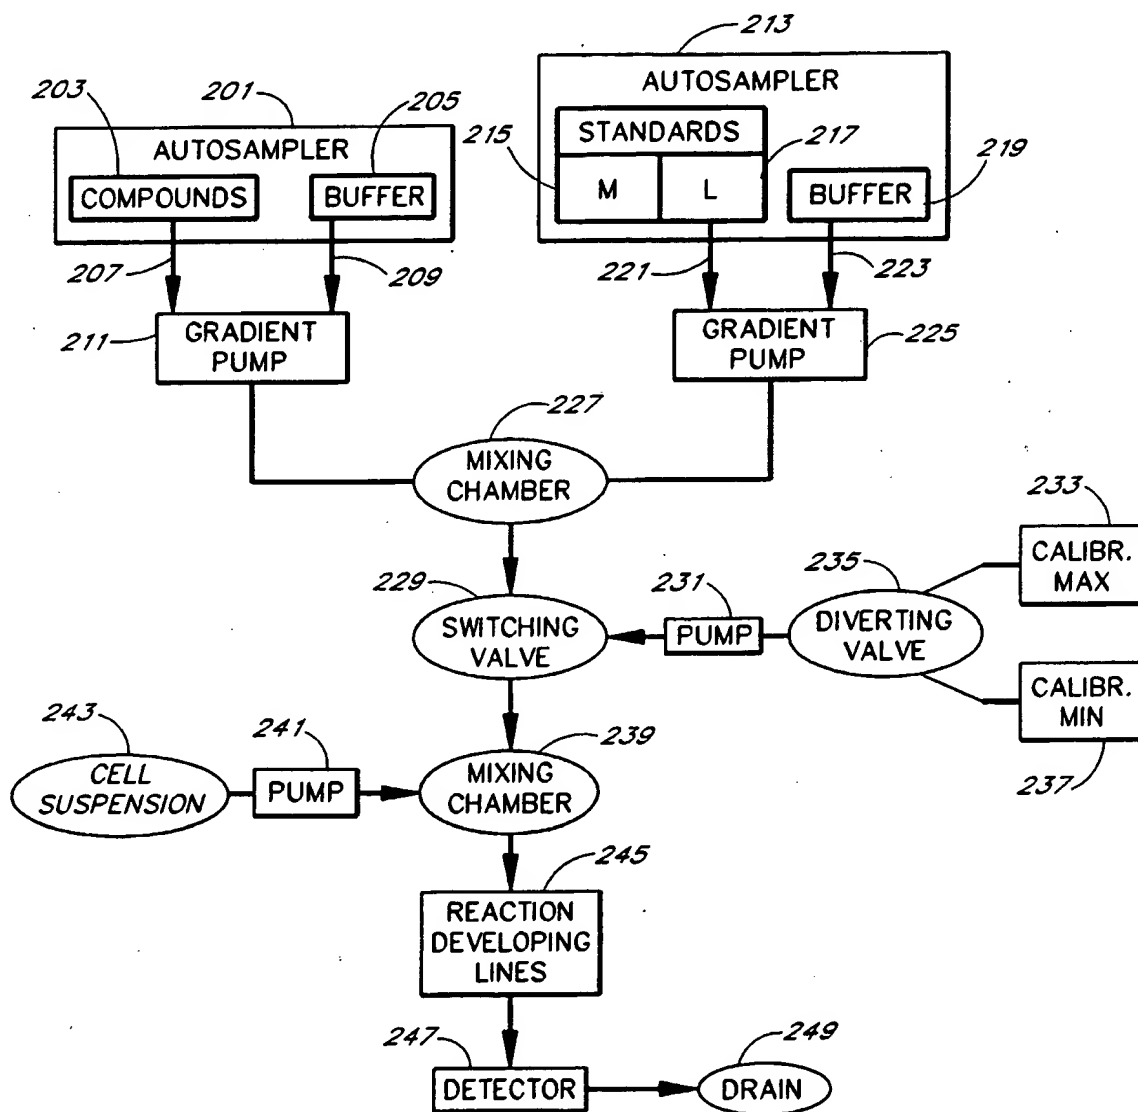 213
203
201
205
AUTOSAMPLER
AUTOSAMPLER
215
STANDARDS
217
219
M
L
BUFFER
COMPOUNDS
BUFFER
207
209
221
223
211
GRADIENT
PUMP
GRADIENT
PUMP
225
227
MIXING
CHAMBER
233
CALIBR.
MAX
229
231
235
SWITCHING
VALVE
PUMP
DIVERTING
VALVE
CALIBR.
MIN
237
243
241
239
CELL
SUSPENSION
PUMP
MIXING
CHAMBER
245
REACTION
DEVELOPING
LINES
247
249
DETECTOR
DRAIN